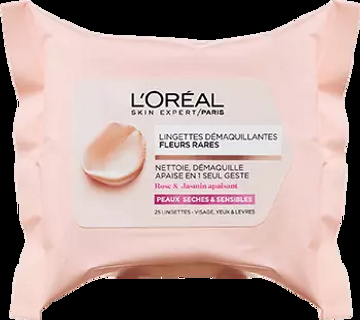 L'ORÉAL
SKIN EXPERT/PARIS
LINGETTES DÉMAQUILLANTES
FLEURS RARES
NETTOIE, DÉMAQUILLE
APAISE EN 1 SEUL GESTE
Rose & Jasmin apaisant
PEAUX SÈCHES & SENSIBLES
25 LINGETTES - VISAGE, YEUX & LÈVRES